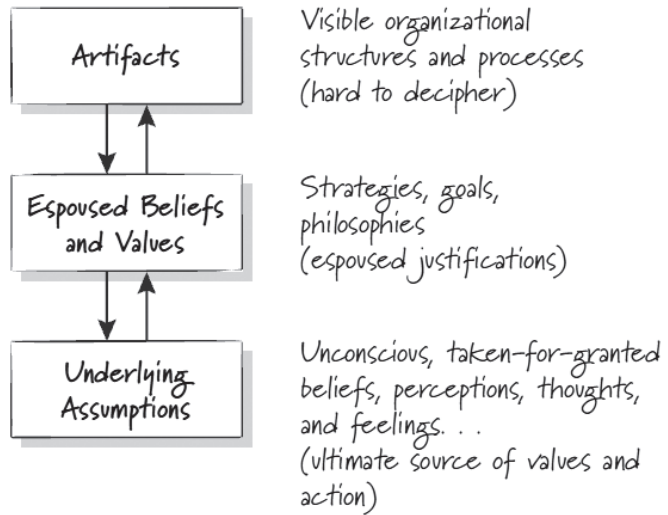 Artifacts
Visible organizational
structures and processes
(hard to decipher)
Espoused Beliefs
and Values
Strategies, goals,
philosophies
(espoused justifications)
Underlying
Assumptions
Unconscious, taken-for-granted
beliefs, perceptions, thoughts,
and feelings. . .
(ultimate source of values and
action)